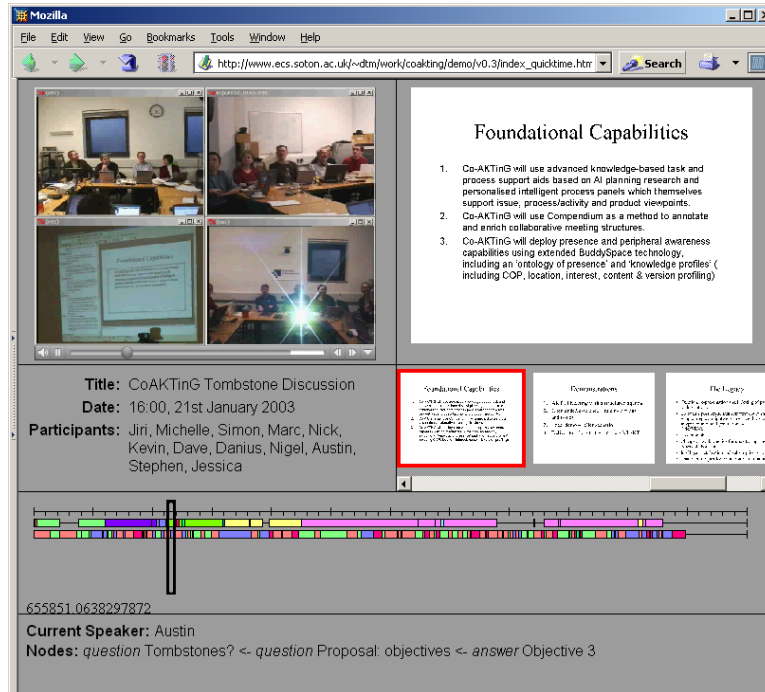 Mozilla
File Edit View Go Bookmarks Tools Window Help
http://www.ecs.soton.ac.uk/~dtm/work/coakting/demo/v0.3/index_quicktime.htm Search
Foundational Capabilities
1. Co-AKTinG will use advanced knowledge-based task and
process support aids based on AI planning research and
personalised intelligent process panels which themselves
support issue, process/activity and product viewpoints.
2. Co-AKTinG will use Compendium as a method to annotate
and enrich collaborative meeting structures.
3. Co-AKTinG will deploy presence and peripheral awareness
capabilities using extended BuddySpace technology,
including an 'ontology of presence' and 'knowledge profiles' (
including COP, location, interest, content & version profiling)
Foundational Capabilities
Title: CoAKTinG Tombstone Discussion
Date: 16:00, 21st January 2003
Participants: Jiri, Michelle, Simon, Marc, Nick,
Kevin, Dave, Danius, Nigel, Austin,
Stephen, Jessica
Foundational Capabilities
Demonstrations
The Legacy
655851.0638297872
Current Speaker: Austin
Nodes: question Tombstones? <- question Proposal: objectives <- answer Objective 3